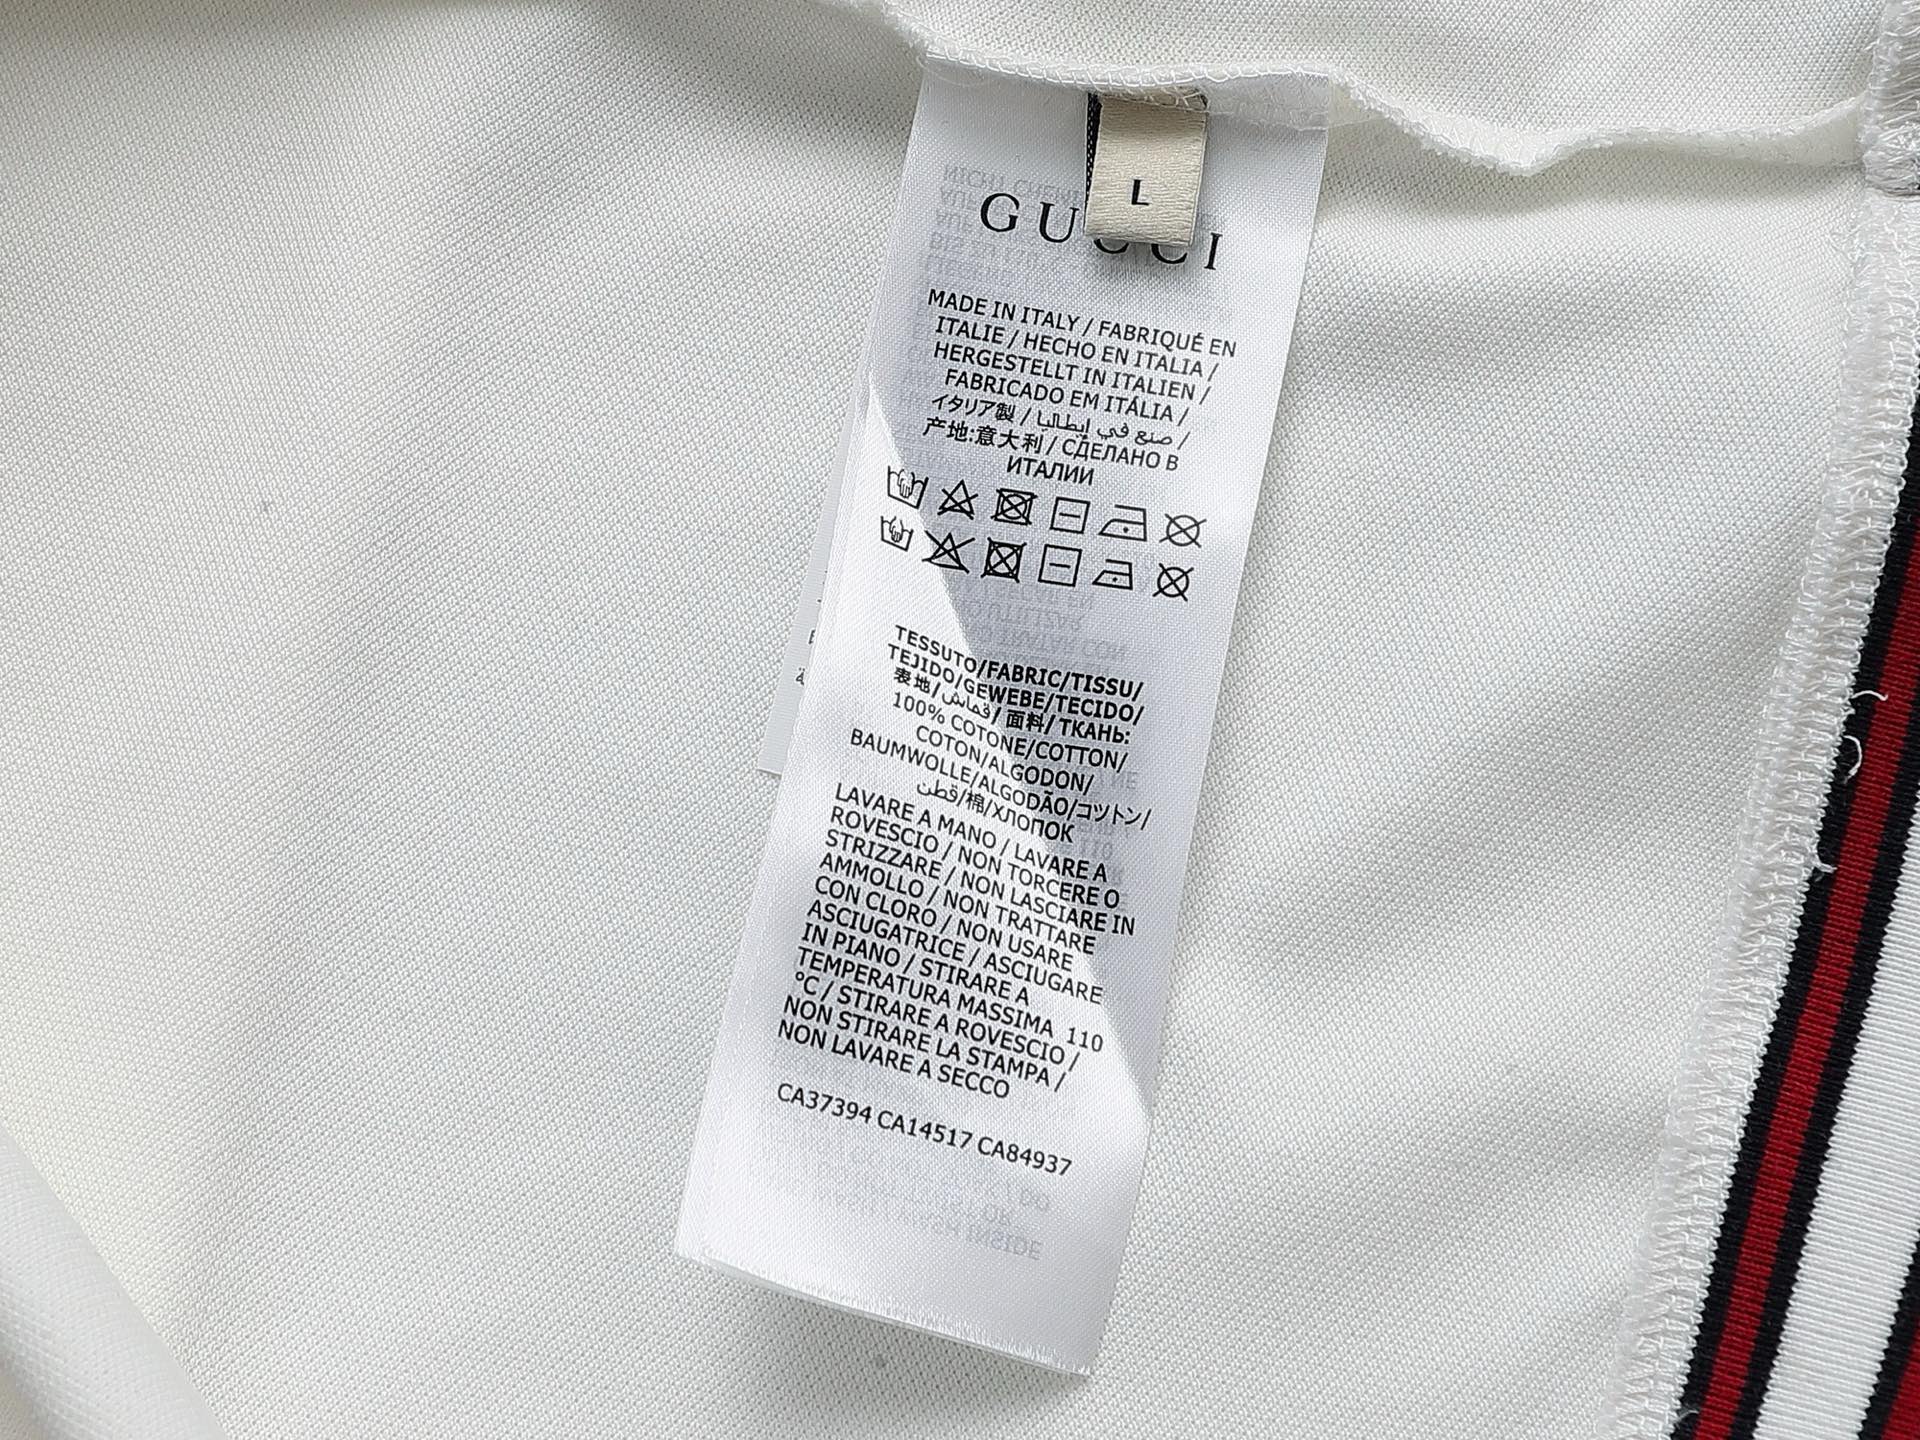 L
GUCCI
MADE IN ITALY / FABRIQUÉ EN
ITALIE / HECHO EN ITALIA /
HERGESTELLT IN ITALIEN /
FABRICADO EM ITÁLIA /
イタリア製 / صنع في إيطاليا /
产地:意大利 / СДЕЛАНО В
ИТАЛИИ
TESSUTO/FABRIC/TISSU/
TEJIDO/GEWEBE/TECIDO/
表地/قماش/面料/ТКАНЬ:
100% COTONE/COTTON/
COTON/ALGODON/
BAUMWOLLE/ALGODÃO/コットン/
قطن/棉/ХЛОПОК
LAVARE A MANO / LAVARE A
ROVESCIO / NON TORCERE O
STRIZZARE / NON LASCIARE IN
AMMOLLO / NON TRATTARE
CON CLORO / NON USARE
ASCIUGATRICE / ASCIUGARE
IN PIANO / STIRARE A
TEMPERATURA MASSIMA 110
°C / STIRARE A ROVESCIO /
NON STIRARE LA STAMPA /
NON LAVARE A SECCO
CA37394 CA14517 CA84937